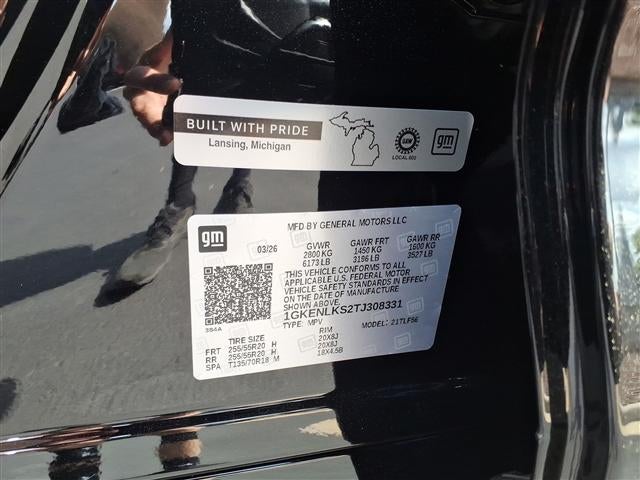 BUILT WITH PRIDE
Lansing, Michigan
UAW
LOCAL 602
gm
gm
MFD BY GENERAL MOTORS LLC
03/26 GVWR GAWR FRT GAWR RR
2800 KG 1450 KG 1600 KG
6173 LB 3196 LB 3527 LB
THIS VEHICLE CONFORMS TO ALL
APPLICABLE U.S. FEDERAL MOTOR
VEHICLE SAFETY STANDARDS IN EFFECT
ON THE DATE OF MANUFACTURE
SHOWN ABOVE.
1GKENLKS2TJ308331
TYPE: MPV MODEL: 21TLF56
384A
TIRE SIZE RIM
FRT 255/55R20 H 20X8J
RR 255/55R20 H 20X8J
SPA T135/70R18 M 18X4.5B